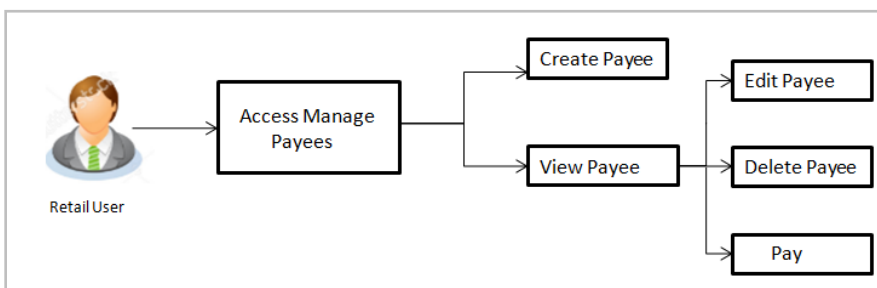 Retail User
Access Manage
Payees
Create Payee
View Payee
Edit Payee
Delete Payee
Pay